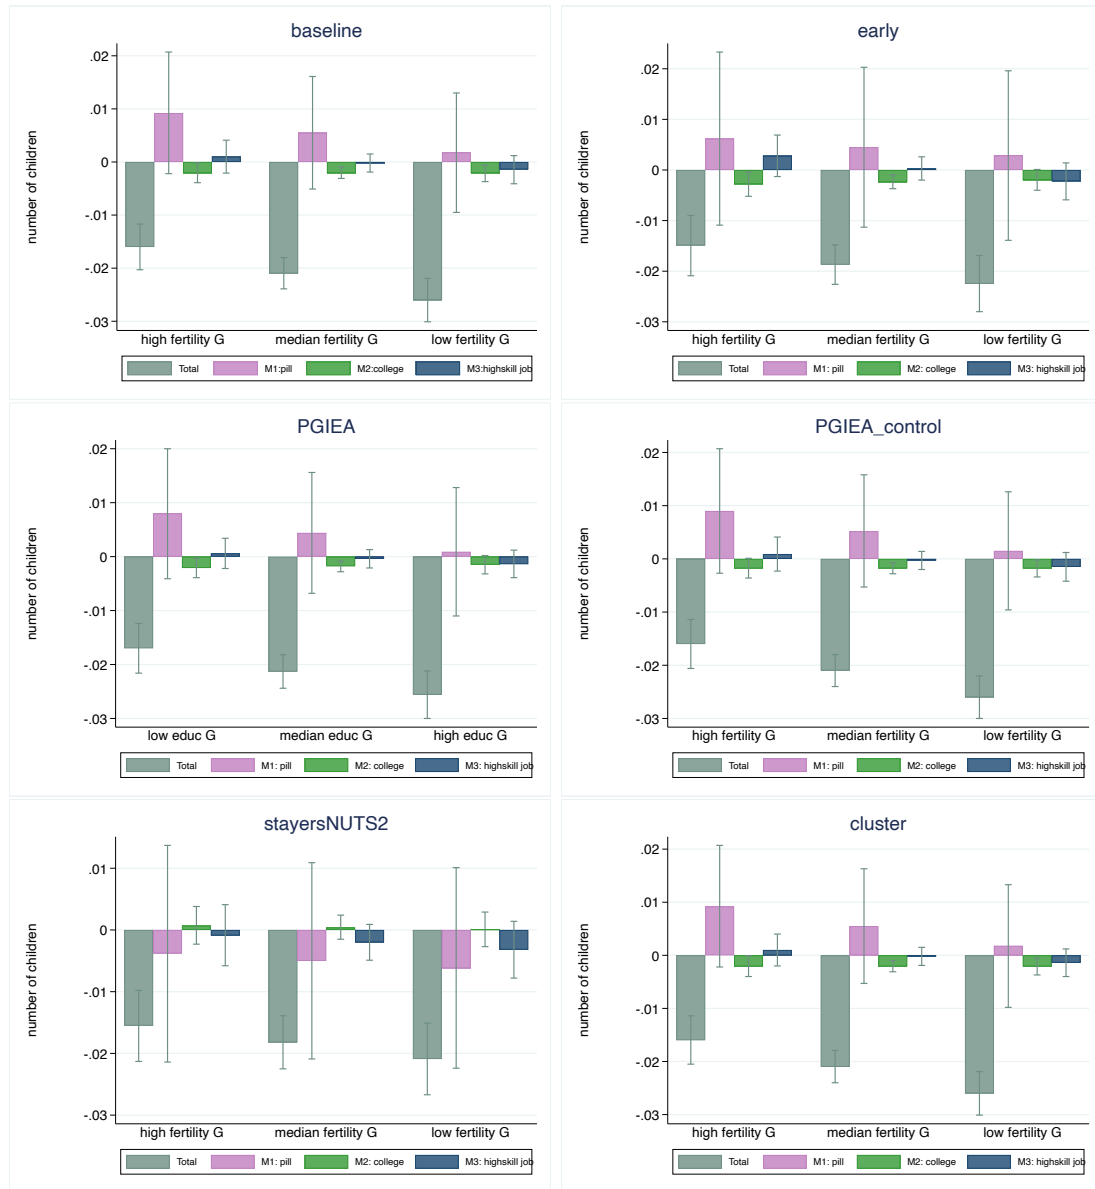 baseline
number of children
.02
.01
0
-.01
-.02
-.03
high fertility G median fertility G low fertility G
Total M1:pill M2:college M3:highskill job
early
number of children
.02
.01
0
-.01
-.02
-.03
high fertility G median fertility G low fertility G
Total M1: pill M2: college M3: highskill job
PGIEA
number of children
.02
.01
0
-.01
-.02
-.03
low educ G median educ G high educ G
Total M1: pill M2: college M3: highskill job
PGIEA_control
number of children
.02
.01
0
-.01
-.02
-.03
high fertility G median fertility G low fertility G
Total M1: pill M2: college M3: highskill job
stayersNUTS2
number of children
.01
0
-.01
-.02
-.03
high fertility G median fertility G low fertility G
Total M1: pill M2: college M3: highskill job
cluster
number of children
.02
.01
0
-.01
-.02
-.03
high fertility G median fertility G low fertility G
Total M1: pill M2: college M3: highskill job